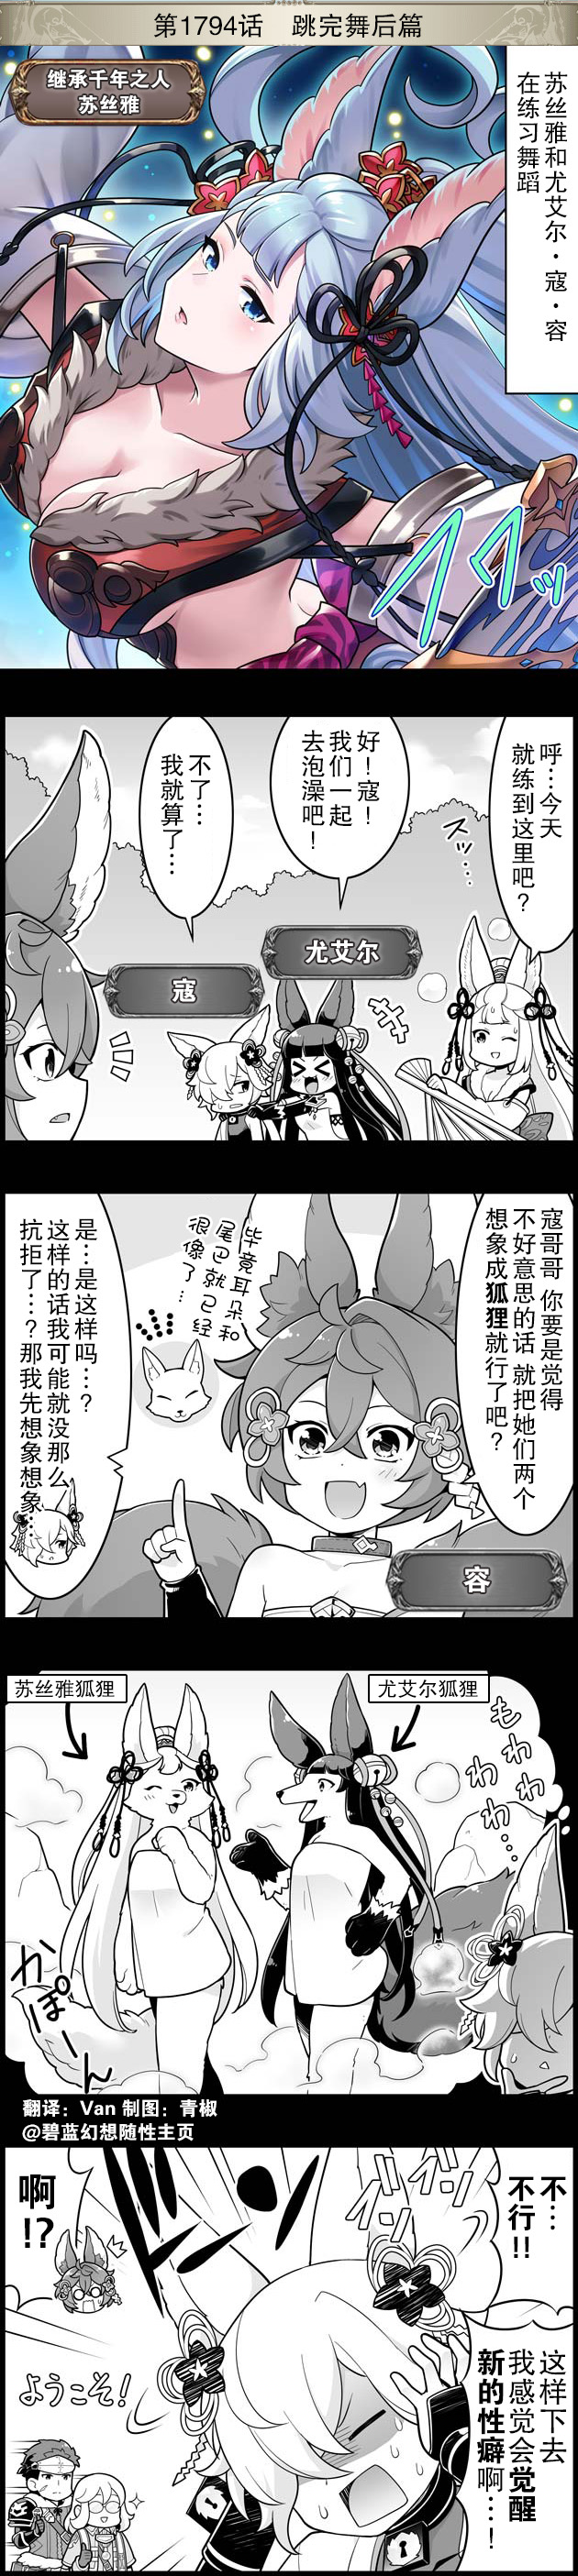 第1794话　跳完舞后篇
继承千年之人
苏丝雅
苏丝雅和尤艾尔·寇·容
在练习舞蹈
クワッ
呼…今天
就练到这里吧？
スッ…
好！寇！
我们一起
去泡澡吧！
不了…
我就算了…
尤艾尔
寇
寇哥哥 你要是觉得
不好意思的话 就把她们两个
想象成狐狸就行了吧？
毕竟耳朵和
尾巴就已经
很像了…
是…是这样吗…？
这样的话我可能就没那么
抗拒了…？那我先想象想象…
容
苏丝雅狐狸
尤艾尔狐狸
もわ
わわ
わ…
かぽーん
翻译：Van 制图：青椒
@碧蓝幻想随性主页
不…
不行!!
ドドン
啊!?
这样下去
我感觉会觉醒
新的性癖啊…！
ようこそ！